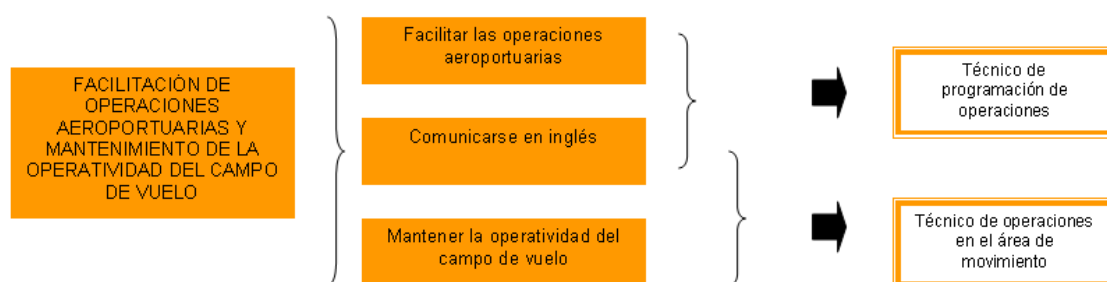 FACILITACIÓN DE
OPERACIONES
AEROPORTUARIAS Y
MANTENIMIENTO DE LA
OPERATIVIDAD DEL CAMPO
DE VUELO
Facilitar las operaciones
aeroportuarias
Comunicarse en inglés
Mantener la operatividad del
campo de vuelo
Técnico de
programación de
operaciones
Técnico de operaciones
en el área de
movimiento